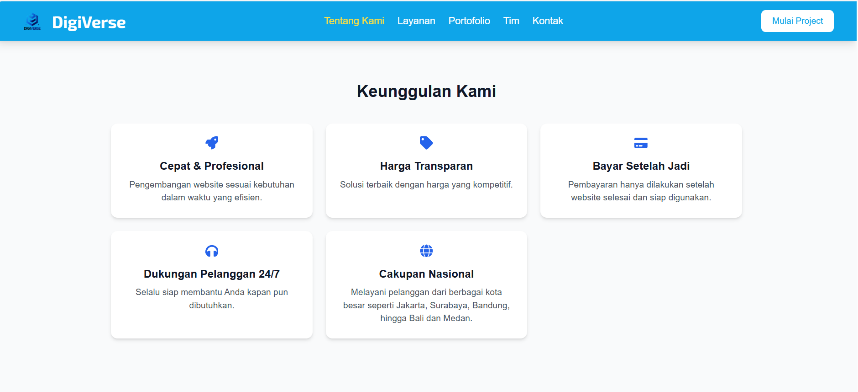 DigiVerse
Tentang Kami Layanan Portofolio Tim Kontak
Mulai Project
Keunggulan Kami
Cepat & Profesional
Pengembangan website sesuai kebutuhan
dalam waktu yang efisien.
Harga Transparan
Solusi terbaik dengan harga yang kompetitif.
Bayar Setelah Jadi
Pembayaran hanya dilakukan setelah
website selesai dan siap digunakan.
Dukungan Pelanggan 24/7
Selalu siap membantu Anda kapan pun
dibutuhkan.
Cakupan Nasional
Melayani pelanggan dari berbagai kota
besar seperti Jakarta, Surabaya, Bandung,
hingga Bali dan Medan.